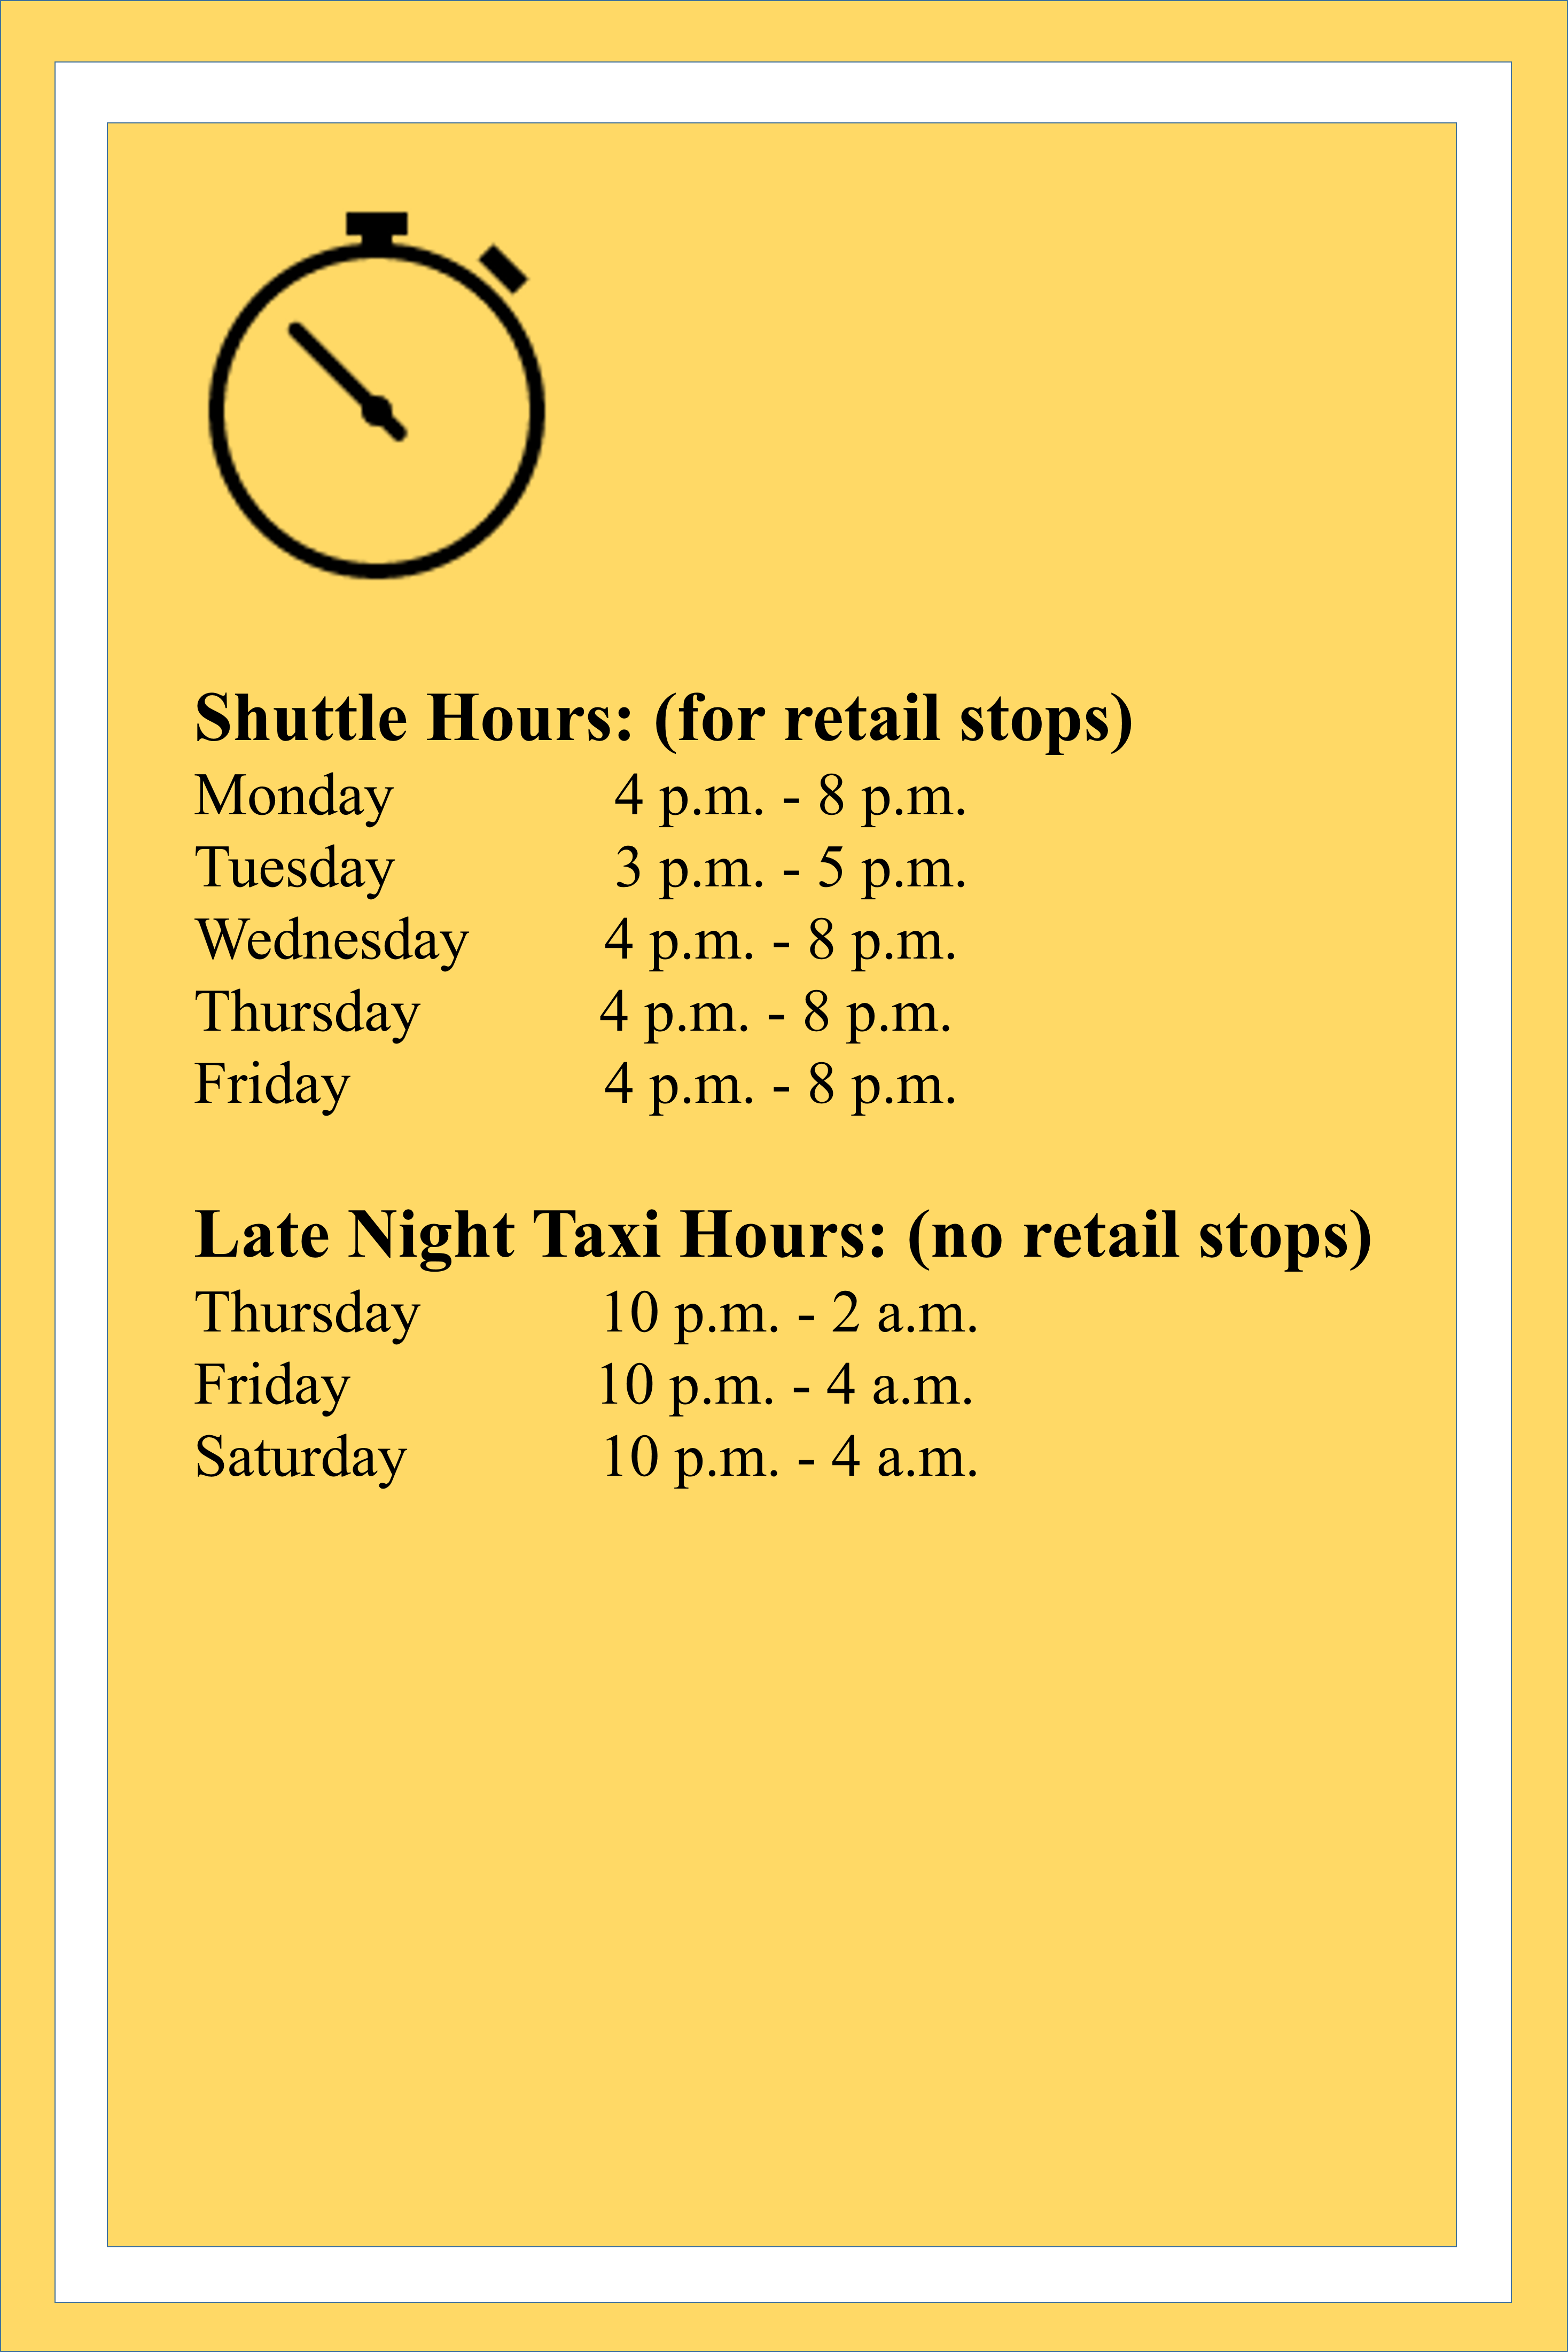 Shuttle Hours: (for retail stops)
Monday 4 p.m. - 8 p.m.
Tuesday 3 p.m. - 5 p.m.
Wednesday 4 p.m. - 8 p.m.
Thursday 4 p.m. - 8 p.m.
Friday 4 p.m. - 8 p.m.
Late Night Taxi Hours: (no retail stops)
Thursday 10 p.m. - 2 a.m.
Friday 10 p.m. - 4 a.m.
Saturday 10 p.m. - 4 a.m.